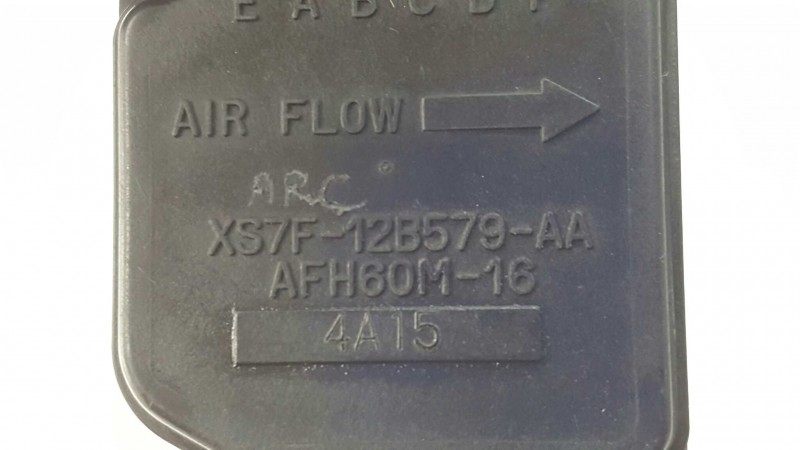 E A B C D F
AIR FLOW
ARC
XS7F-12B579-AA
AFH60M-16
4A15